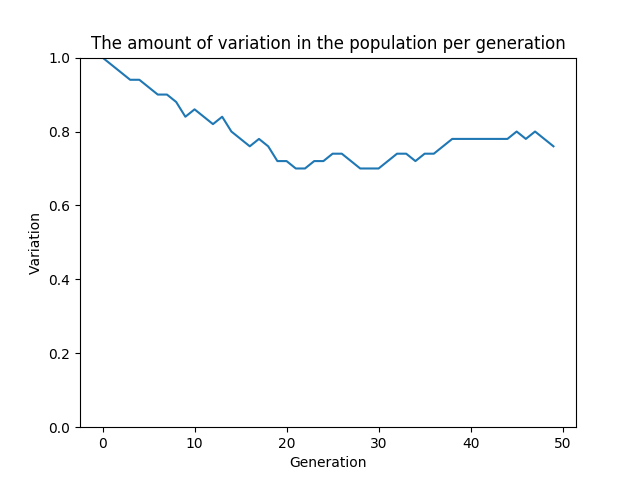 The amount of variation in the population per generation
1.0
0.8
0.6
0.4
0.2
0.0
Variation
0 10 20 30 40 50
Generation